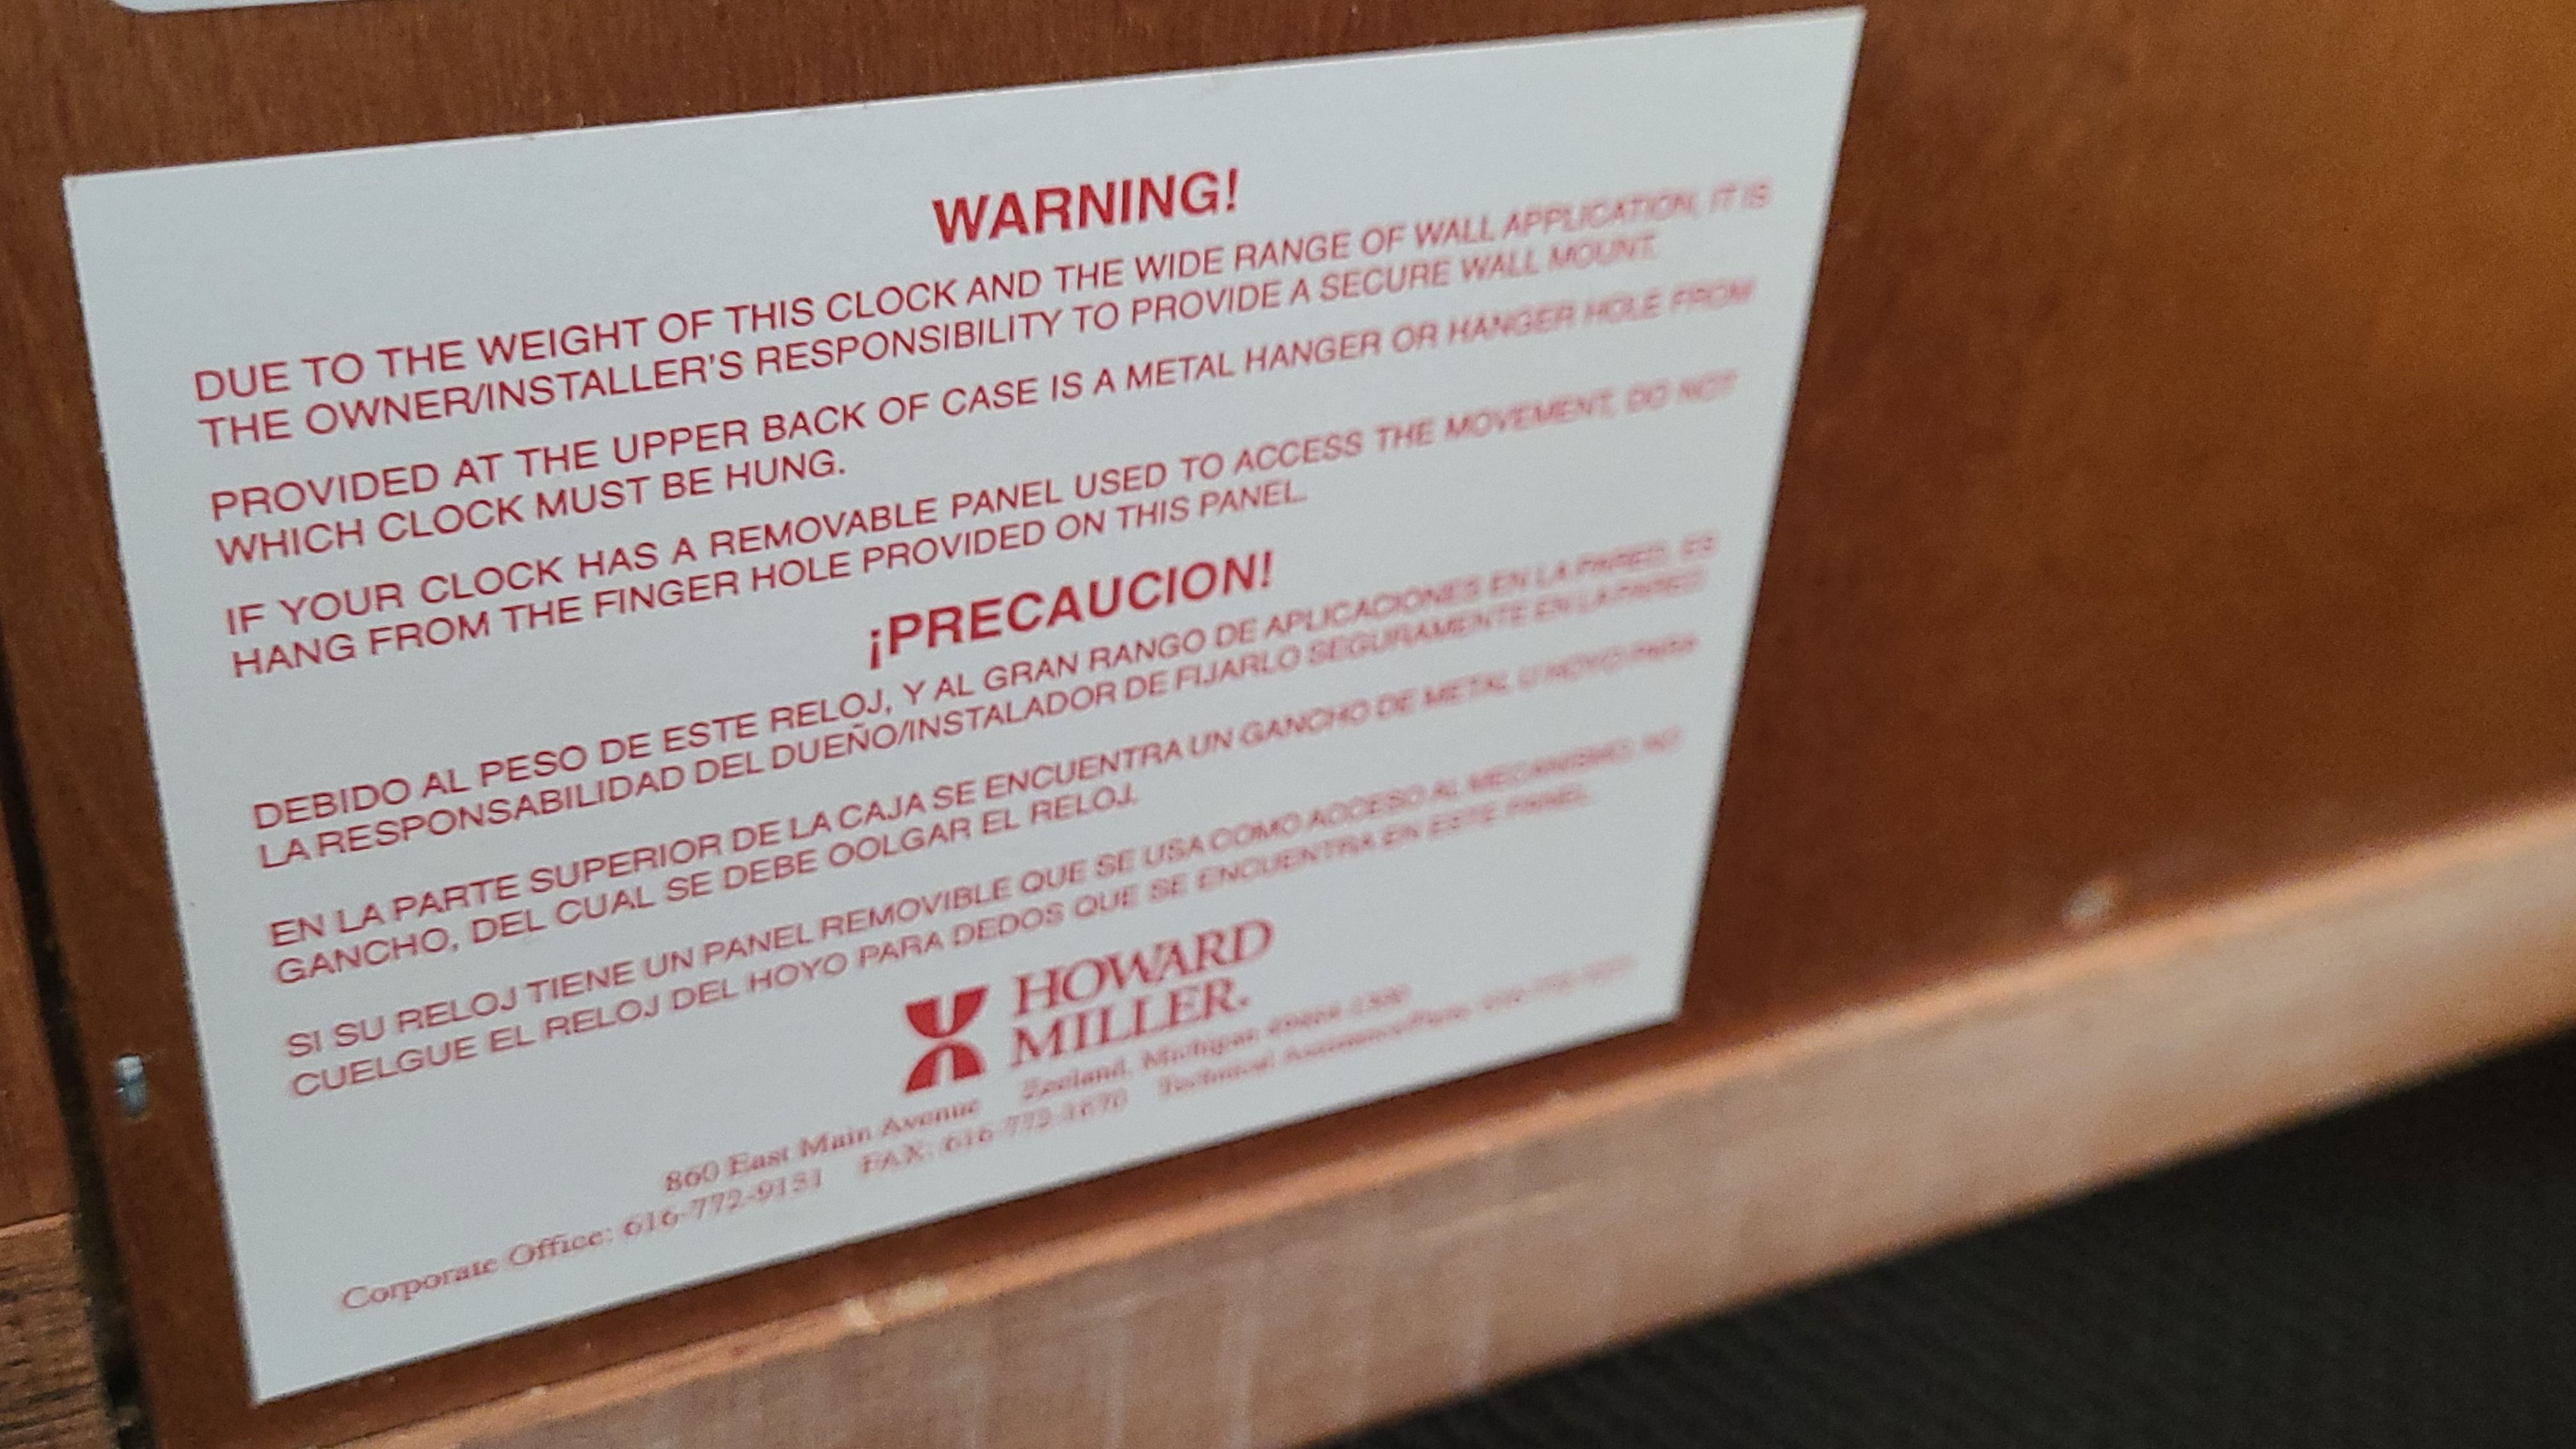 WARNING!
DUE TO THE WEIGHT OF THIS CLOCK AND THE WIDE RANGE OF WALL APPLICATION, IT IS
THE OWNER/INSTALLER'S RESPONSIBILITY TO PROVIDE A SECURE WALL MOUNT.
PROVIDED AT THE UPPER BACK OF CASE IS A METAL HANGER OR HANGER HOLE FROM
WHICH CLOCK MUST BE HUNG.
IF YOUR CLOCK HAS A REMOVABLE PANEL USED TO ACCESS THE MOVEMENT, DO NOT
HANG FROM THE FINGER HOLE PROVIDED ON THIS PANEL.
¡PRECAUCION!
DEBIDO AL PESO DE ESTE RELOJ, Y AL GRAN RANGO DE APLICACIONES EN LA PARED, ES
LA RESPONSABILIDAD DEL DUEÑO/INSTALADOR DE FIJARLO SEGURAMENTE EN LA PARED.
EN LA PARTE SUPERIOR DE LA CAJA SE ENCUENTRA UN GANCHO DE METAL U HOYO PARA
GANCHO, DEL CUAL SE DEBE OOLGAR EL RELOJ.
SI SU RELOJ TIENE UN PANEL REMOVIBLE QUE SE USA COMO ACCESO AL MECANISMO, NO
CUELGUE EL RELOJ DEL HOYO PARA DEDOS QUE SE ENCUENTRA EN ESTE PANEL.
HOWARD
MILLER.
860 East Main Avenue Zeeland, Michigan
Corporate Office: 616-772-9131 FAX: 616-772-1670 Technical Assistance/Parts: